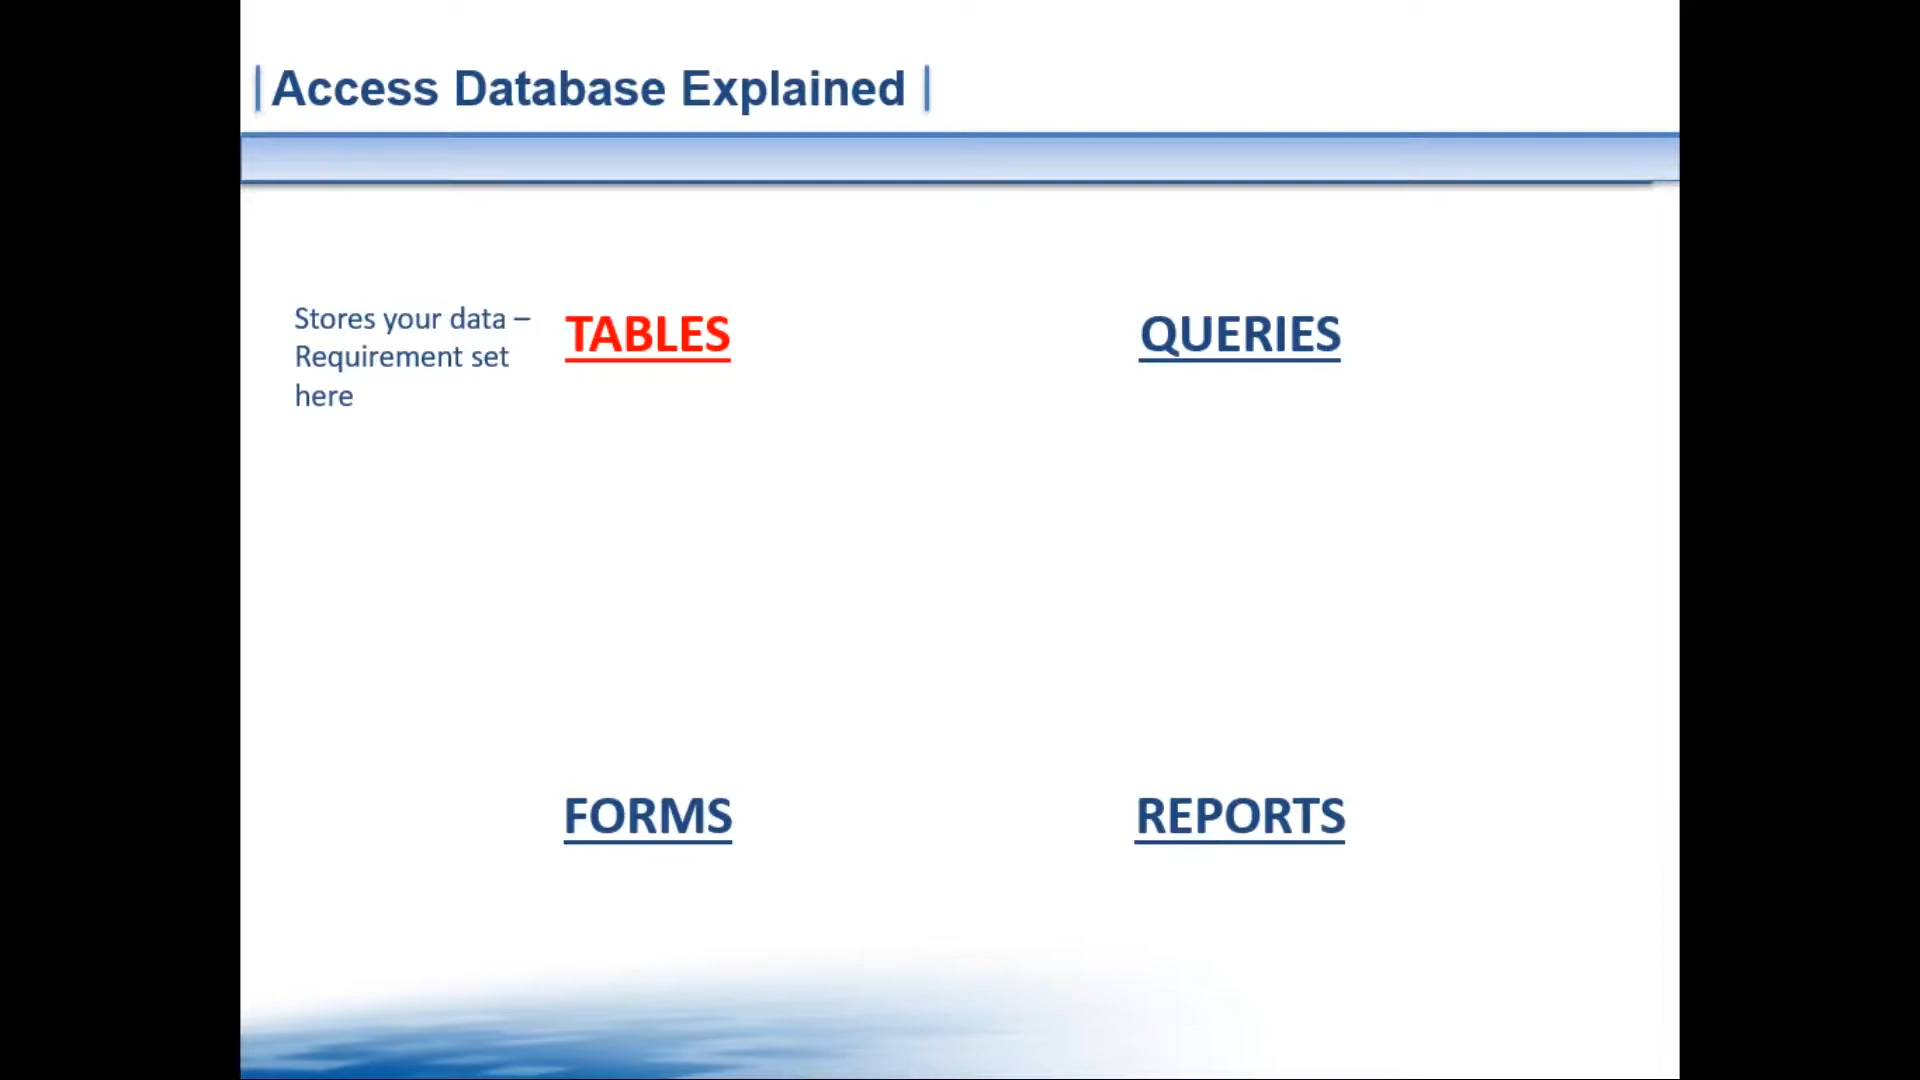 | Access Database Explained |
Stores your data –
Requirement set
here
TABLES
QUERIES
FORMS
REPORTS